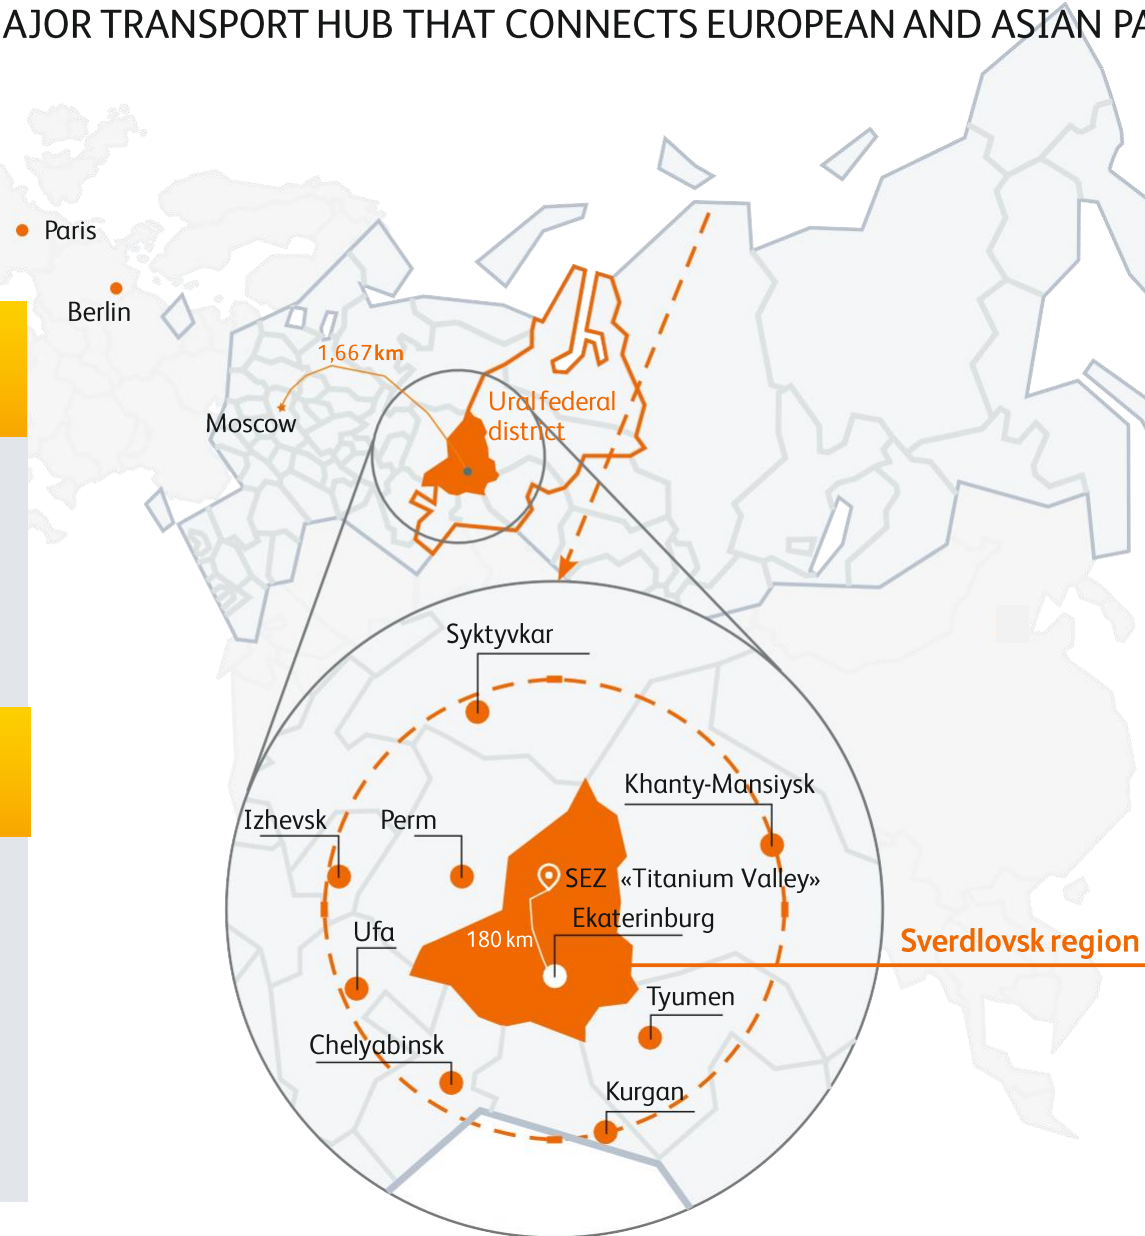 AJOR TRANSPORT HUB THAT CONNECTS EUROPEAN AND ASIAN PA
Paris
Berlin
1,667 km
Moscow
Ural federal
district
Syktyvkar
Khanty-Mansiysk
Izhevsk
Perm
SEZ «Titanium Valley»
Ekaterinburg
Ufa
180 km
Sverdlovsk region
Tyumen
Chelyabinsk
Kurgan